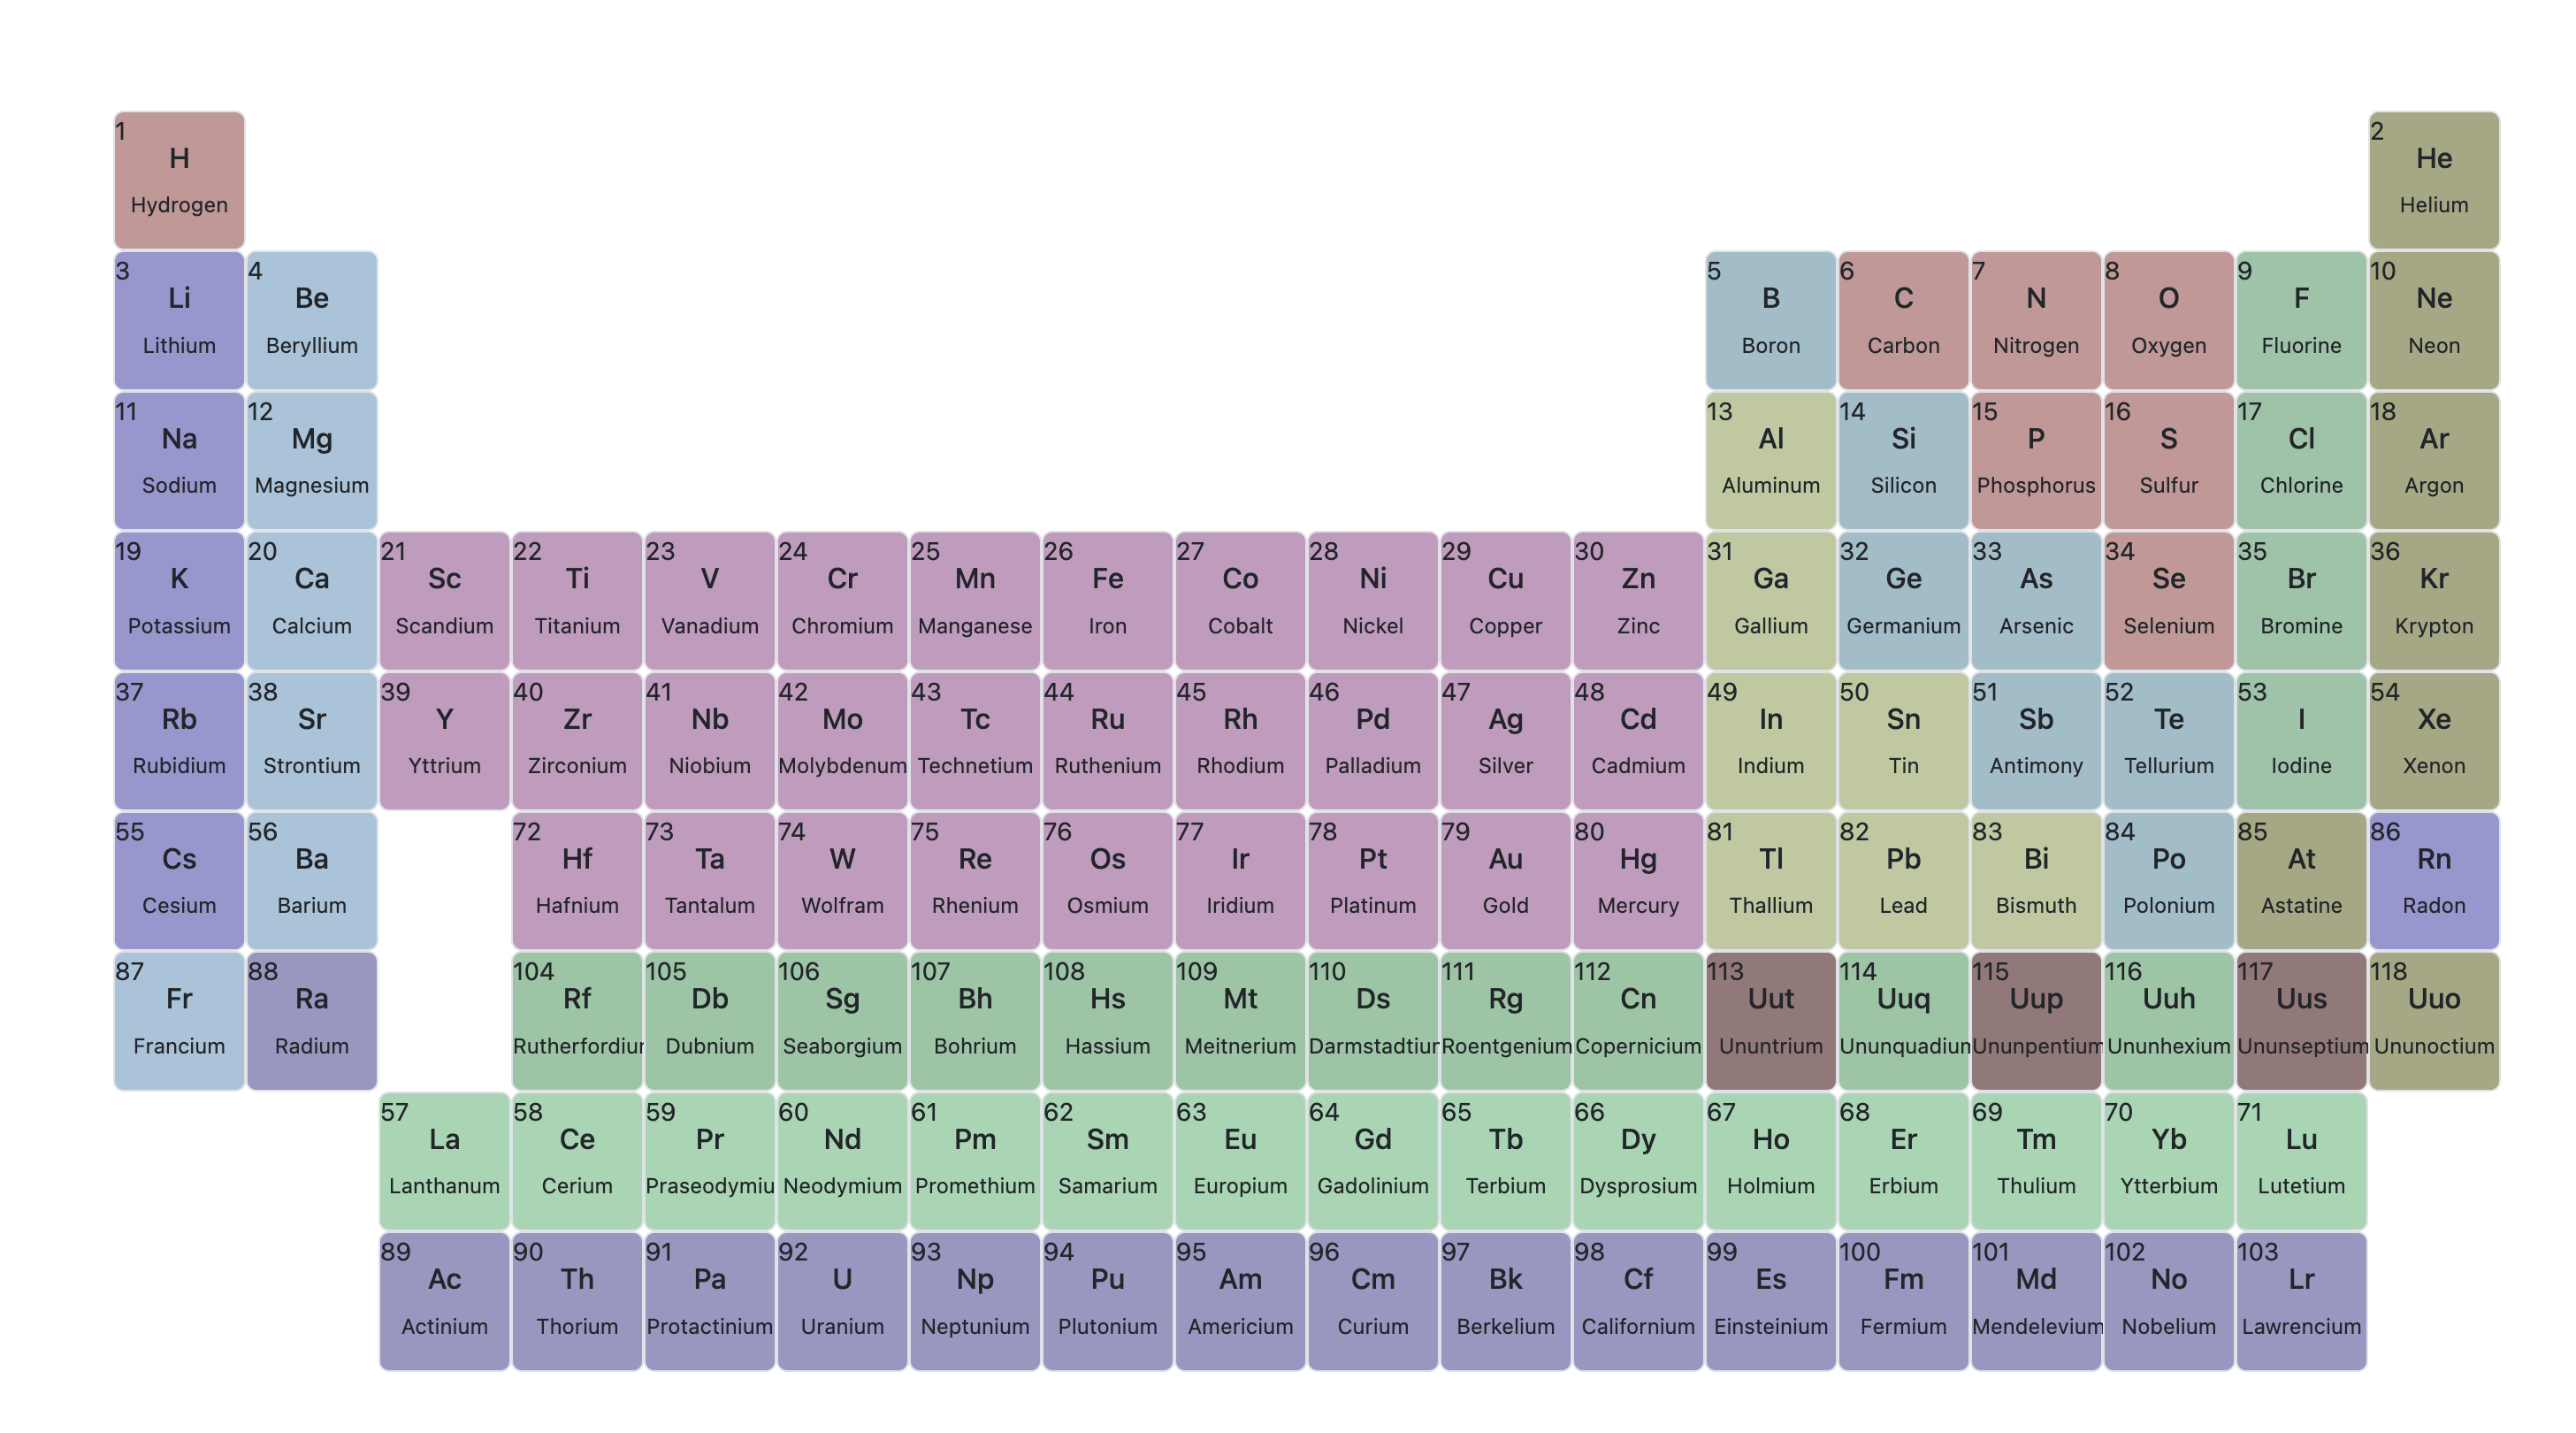 1 2
H He
Hydrogen Helium
3 4 5 6 7 8 9 10
Li Be B C N O F Ne
Lithium Beryllium Boron Carbon Nitrogen Oxygen Fluorine Neon
11 12 13 14 15 16 17 18
Na Mg Al Si P S Cl Ar
Sodium Magnesium Aluminum Silicon Phosphorus Sulfur Chlorine Argon
19 20 21 22 23 24 25 26 27 28 29 30 31 32 33 34 35 36
K Ca Sc Ti V Cr Mn Fe Co Ni Cu Zn Ga Ge As Se Br Kr
Potassium Calcium Scandium Titanium Vanadium Chromium Manganese Iron Cobalt Nickel Copper Zinc Gallium Germanium Arsenic Selenium Bromine Krypton
37 38 39 40 41 42 43 44 45 46 47 48 49 50 51 52 53 54
Rb Sr Y Zr Nb Mo Tc Ru Rh Pd Ag Cd In Sn Sb Te I Xe
Rubidium Strontium Yttrium Zirconium Niobium Molybdenum Technetium Ruthenium Rhodium Palladium Silver Cadmium Indium Tin Antimony Tellurium Iodine Xenon
55 56 72 73 74 75 76 77 78 79 80 81 82 83 84 85 86
Cs Ba Hf Ta W Re Os Ir Pt Au Hg Tl Pb Bi Po At Rn
Cesium Barium Hafnium Tantalum Wolfram Rhenium Osmium Iridium Platinum Gold Mercury Thallium Lead Bismuth Polonium Astatine Radon
87 88 104 105 106 107 108 109 110 111 112 113 114 115 116 117 118
Fr Ra Rf Db Sg Bh Hs Mt Ds Rg Cn Uut Uuq Uup Uuh Uus Uuo
Francium Radium Rutherfordiur Dubnium Seaborgium Bohrium Hassium Meitnerium Darmstadtiur Roentgenium Copernicium Ununtrium Ununquadiun Ununpentium Ununhexium Ununseptium Ununoctium
57 58 59 60 61 62 63 64 65 66 67 68 69 70 71
La Ce Pr Nd Pm Sm Eu Gd Tb Dy Ho Er Tm Yb Lu
Lanthanum Cerium Praseodymiu Neodymium Promethium Samarium Europium Gadolinium Terbium Dysprosium Holmium Erbium Thulium Ytterbium Lutetium
89 90 91 92 93 94 95 96 97 98 99 100 101 102 103
Ac Th Pa U Np Pu Am Cm Bk Cf Es Fm Md No Lr
Actinium Thorium Protactinium Uranium Neptunium Plutonium Americium Curium Berkelium Californium Einsteinium Fermium Mendelevium Nobelium Lawrencium